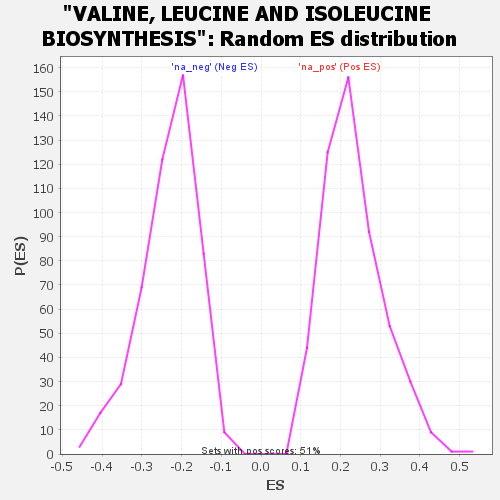 "VALINE, LEUCINE AND ISOLEUCINE
BIOSYNTHESIS": Random ES distribution
'na_neg' (Neg ES)
'na_pos' (Pos ES)
160
150
140
130
120
110
100
90
80
70
60
50
40
30
20
10
0
P(ES)
Sets with pos scores: 51%
-0.5 -0.4 -0.3 -0.2 -0.1 0.0 0.1 0.2 0.3 0.4 0.5
ES